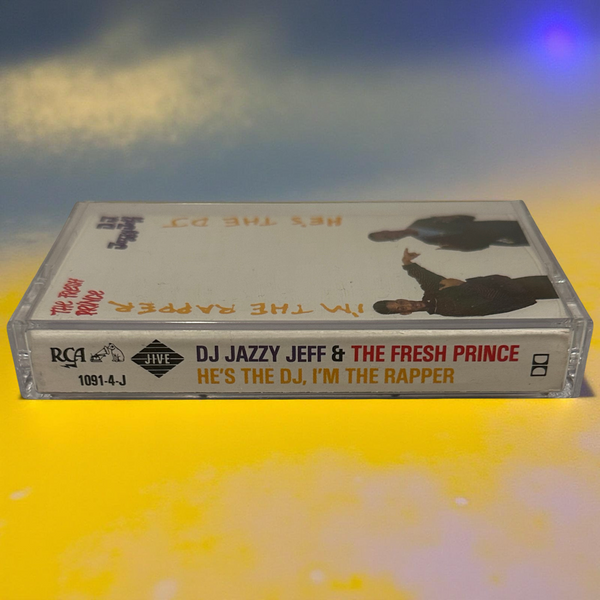 HE'S THE DJ
I'M THE RAPPER
THE FRESH
PRINCE
RCA
JIVE
1091-4-J
DJ JAZZY JEFF & THE FRESH PRINCE
HE'S THE DJ, I'M THE RAPPER